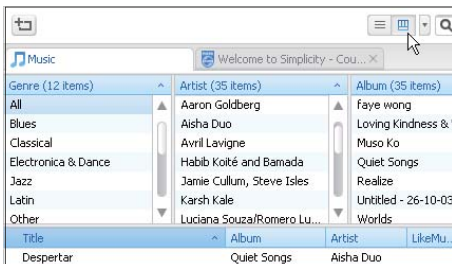 Music
Welcome to Simplicity - Cou...
Genre (12 items)
All
Blues
Classical
Electronica & Dance
Jazz
Latin
Other
Artist (35 items)
Aaron Goldberg
Aisha Duo
Avril Lavigne
Habib Koité and Bamada
Jamie Cullum, Steve Isles
Karsh Kale
Luciana Souza/Romero Lu...
Album (35 items)
faye wong
Loving Kindness &
Muso Ko
Quiet Songs
Realize
Untitled - 26-10-03
Worlds
Title Album Artist LikeMu...
Despertar Quiet Songs Aisha Duo